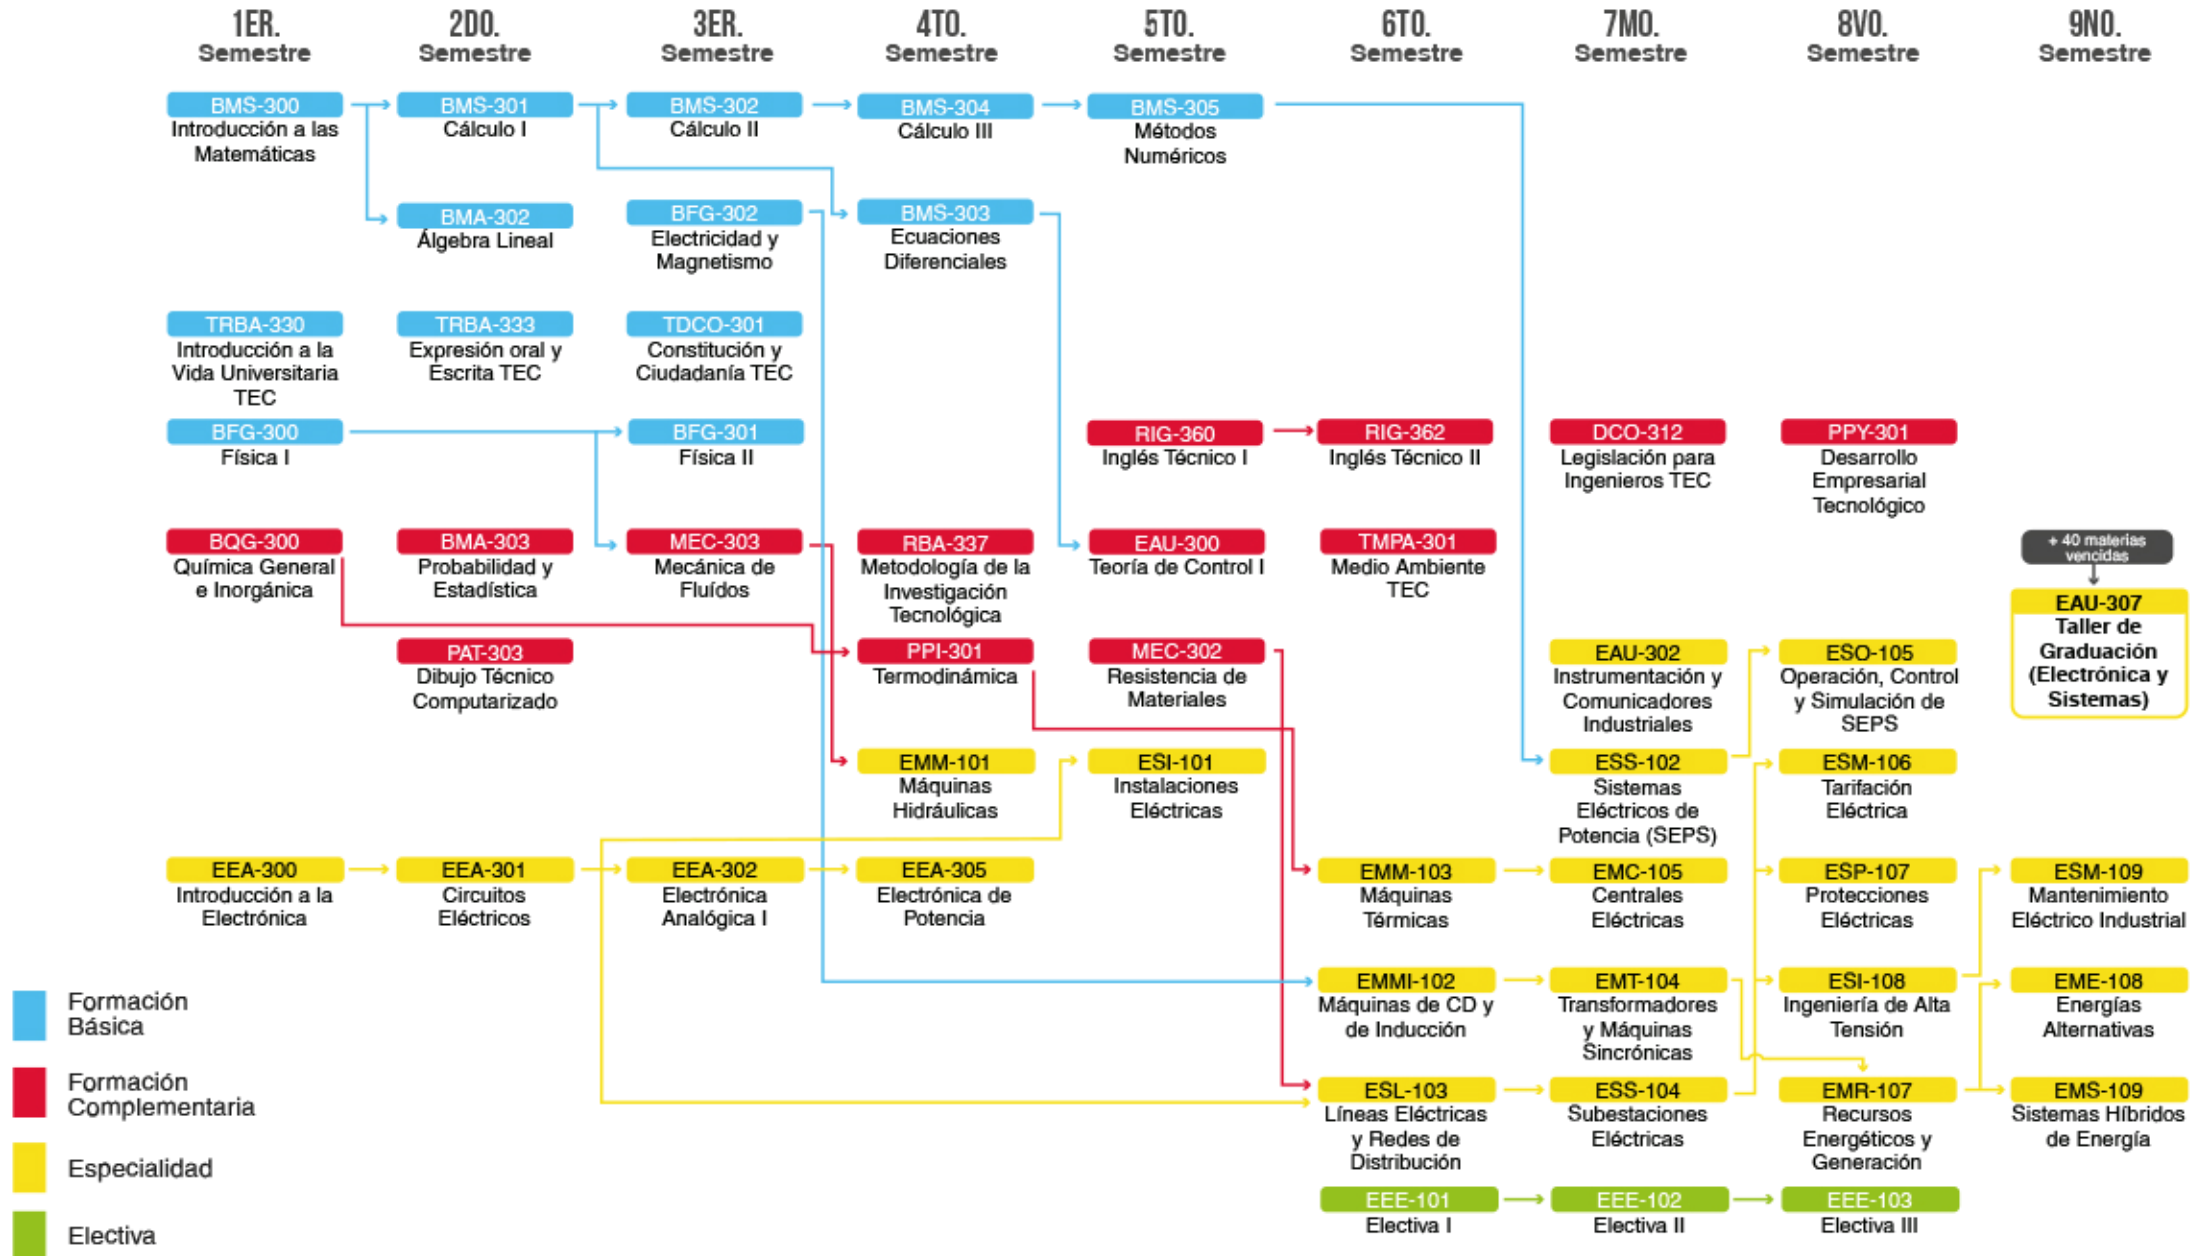 1ER.
Semestre
2DO.
Semestre
3ER.
Semestre
4TO.
Semestre
5TO.
Semestre
6TO.
Semestre
7MO.
Semestre
8VO.
Semestre
9NO.
Semestre
BMS-300
Introducción a las
Matemáticas
BMS-301
Cálculo I
BMS-302
Cálculo II
BMS-304
Cálculo III
BMS-305
Métodos
Numéricos
BMA-302
Álgebra Lineal
BFG-302
Electricidad y
Magnetismo
BMS-303
Ecuaciones
Diferenciales
TRBA-330
Introducción a la
Vida Universitaria
TEC
TRBA-333
Expresión oral y
Escrita TEC
TDCO-301
Constitución y
Ciudadanía TEC
BFG-300
Física I
BFG-301
Física II
RIG-360
Inglés Técnico I
RIG-362
Inglés Técnico II
DCO-312
Legislación para
Ingenieros TEC
PPY-301
Desarrollo
Empresarial
Tecnológico
BQG-300
Química General
e Inorgánica
BMA-303
Probabilidad y
Estadística
MEC-303
Mecánica de
Fluídos
RBA-337
Metodología de la
Investigación
Tecnológica
EAU-300
Teoría de Control I
TMPA-301
Medio Ambiente
TEC
+ 40 materias
vencidas
EAU-307
Taller de
Graduación
(Electrónica y
Sistemas)
PAT-303
Dibujo Técnico
Computarizado
PPI-301
Termodinámica
MEC-302
Resistencia de
Materiales
EAU-302
Instrumentación y
Comunicadores
Industriales
ESO-105
Operación, Control
y Simulación de
SEPS
EMM-101
Máquinas
Hidráulicas
ESI-101
Instalaciones
Eléctricas
ESS-102
Sistemas
Eléctricos de
Potencia (SEPS)
ESM-106
Tarifación
Eléctrica
EEA-300
Introducción a la
Electrónica
EEA-301
Circuitos
Eléctricos
EEA-302
Electrónica
Analógica I
EEA-305
Electrónica de
Potencia
EMM-103
Máquinas
Térmicas
EMC-105
Centrales
Eléctricas
ESP-107
Protecciones
Eléctricas
ESM-109
Mantenimiento
Eléctrico Industrial
EMMI-102
Máquinas de CD y
de Inducción
EMT-104
Transformadores
y Máquinas
Sincrónicas
ESI-108
Ingeniería de Alta
Tensión
EME-108
Energías
Alternativas
ESL-103
Líneas Eléctricas
y Redes de
Distribución
ESS-104
Subestaciones
Eléctricas
EMR-107
Recursos
Energéticos y
Generación
EMS-109
Sistemas Híbridos
de Energía
EEE-101
Electiva I
EEE-102
Electiva II
EEE-103
Electiva III
Formación
Básica
Formación
Complementaria
Especialidad
Electiva